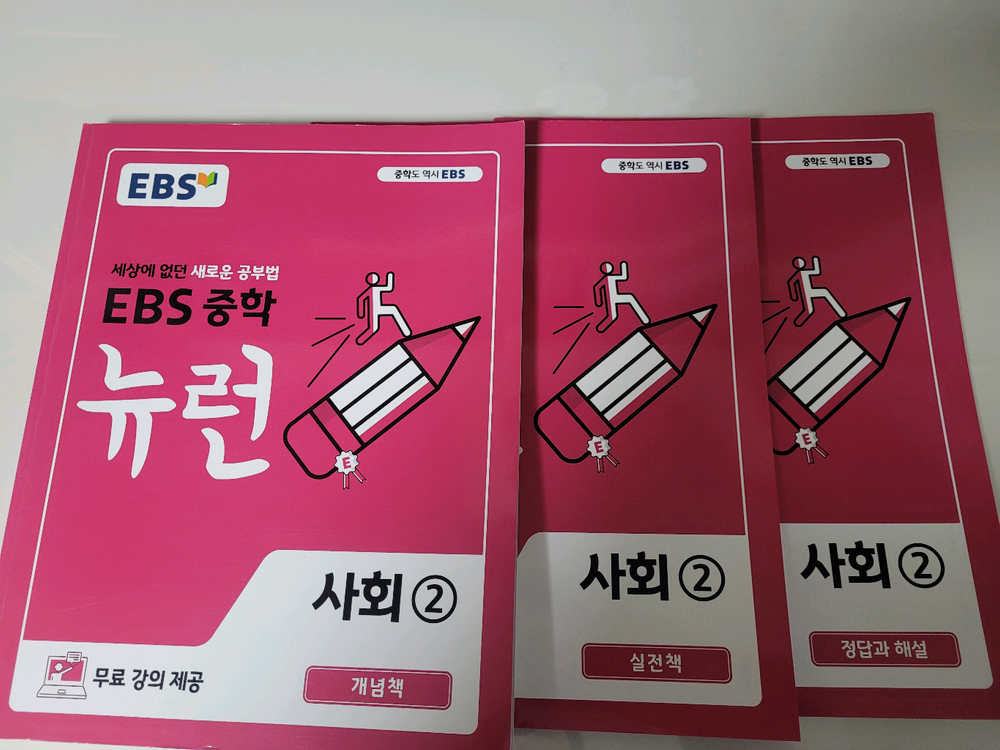 EBS
중학도 역시 EBS
세상에 없던 새로운 공부법
EBS 중학
뉴런
E
사회 ②
무료 강의 제공
개념책
중학도 역시 EBS
E
사회 ②
실전책
중학도 역시 EBS
E
사회 ②
정답과 해설